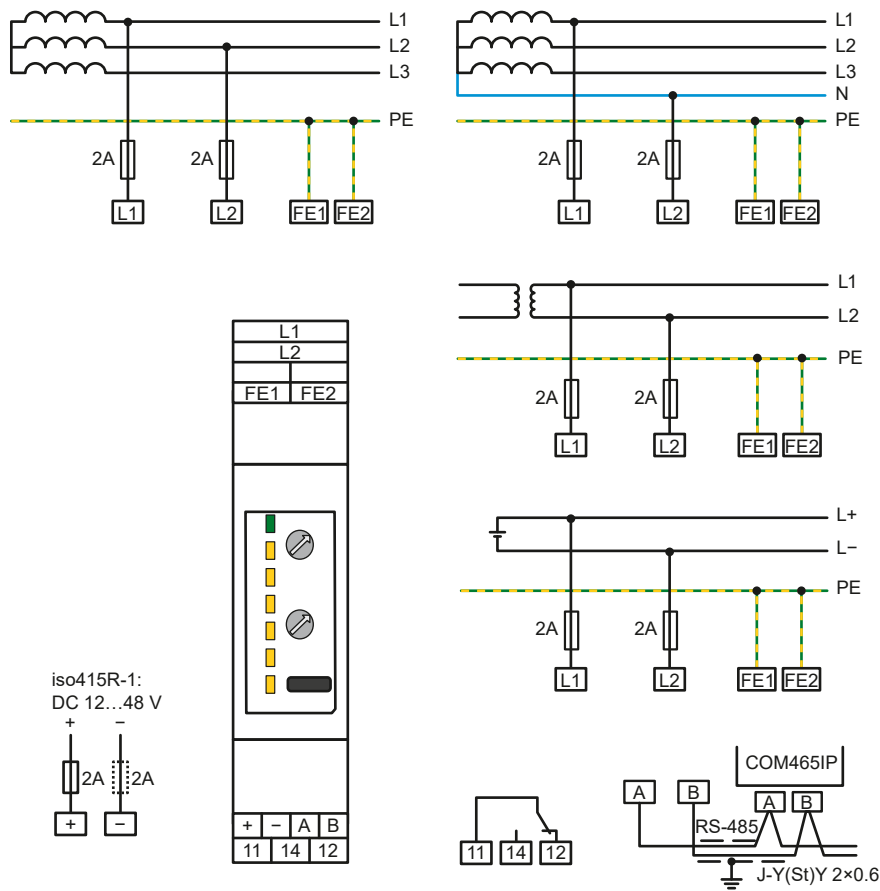 L1
L2
L3
PE
2A 2A
L1 L2 FE1 FE2
L1
L2
L3
N
PE
2A 2A
L1 L2 FE1 FE2
L1
L2
PE
2A 2A
L1 L2 FE1 FE2
L1
L2
FE1 FE2
L+
L−
PE
2A 2A
L1 L2 FE1 FE2
iso415R-1:
DC 12…48 V
+ −
2A 2A
+ −
+ − A B
11 14 12
11 14 12
COM465IP
A B A B
RS-485
J-Y(St)Y 2×0.6